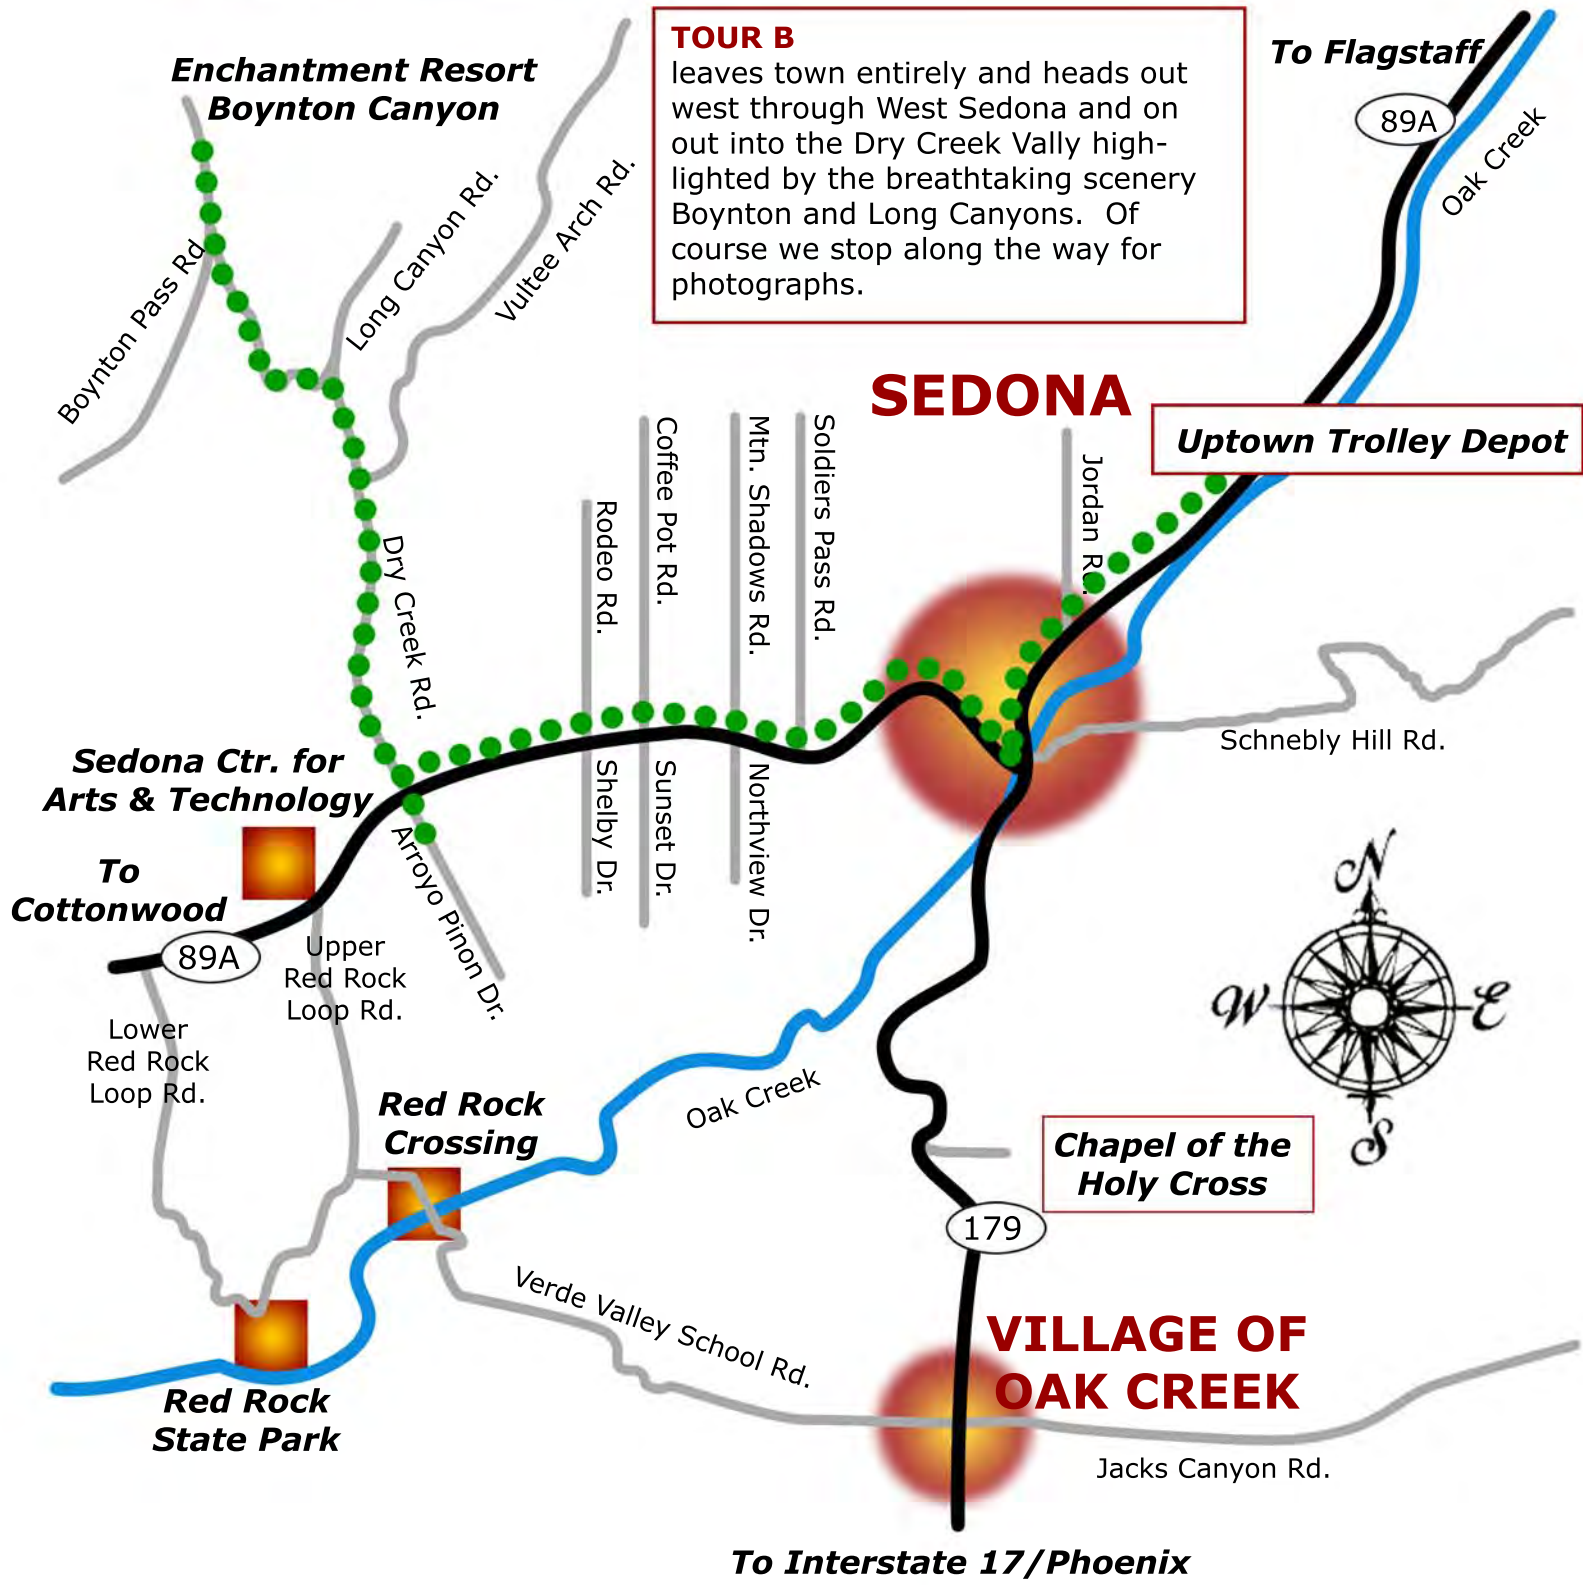 Enchantment Resort
Boynton Canyon
TOUR B
leaves town entirely and heads out
west through West Sedona and on
out into the Dry Creek Vally high-
lighted by the breathtaking scenery
Boynton and Long Canyons.  Of
course we stop along the way for
photographs.
To Flagstaff
89A
Oak Creek
Boynton Pass Rd
Long Canyon Rd.
Vultee Arch Rd.
SEDONA
Uptown Trolley Depot
Dry Creek Rd.
Rodeo Rd.
Coffee Pot Rd.
Mtn. Shadows Rd.
Soldiers Pass Rd.
Jordan Rd.
Schnebly Hill Rd.
Sedona Ctr. for
Arts & Technology
Shelby Dr.
Sunset Dr.
Northview Dr.
Arroyo Pinon Dr.
To
Cottonwood
89A
Upper
Red Rock
Loop Rd.
Lower
Red Rock
Loop Rd.
N
W
E
S
Red Rock
Crossing
Oak Creek
Chapel of the
Holy Cross
179
Verde Valley School Rd.
VILLAGE OF
OAK CREEK
Red Rock
State Park
Jacks Canyon Rd.
To Interstate 17/Phoenix